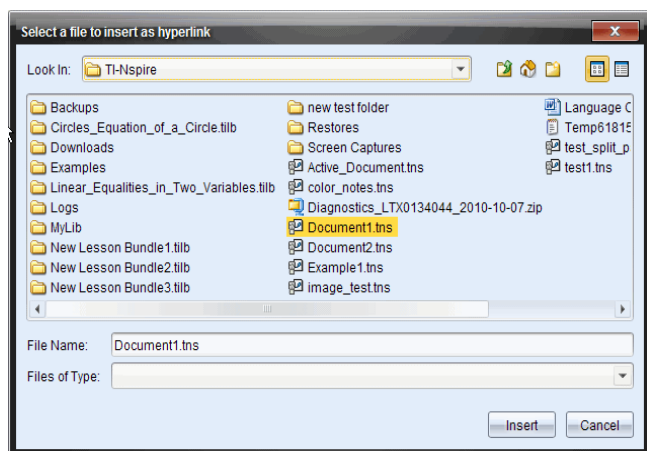 Select a file to insert as hyperlink
Look In: TI-Nspire
Backups
Circles_Equation_of_a_Circle.tilb
Downloads
Examples
Linear_Equalities_in_Two_Variables.tilb
Logs
MyLib
New Lesson Bundle1.tilb
New Lesson Bundle2.tilb
New Lesson Bundle3.tilb
new test folder
Restores
Screen Captures
Active_Document.tns
color_notes.tns
Diagnostics_LTX0134044_2010-10-07.zip
Document1.tns
Document2.tns
Example1.tns
image_test.tns
Language C
Temp61815
test_split_p
test1.tns
File Name: Document1.tns
Files of Type:
Insert Cancel